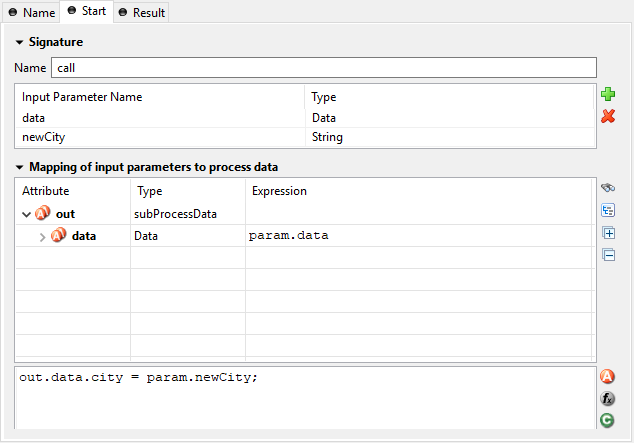 Name Start Result
Signature
Name call
Input Parameter Name Type
data Data
newCity String
Mapping of input parameters to process data
Attribute Type Expression
A out subProcessData
A data Data param.data
out.data.city = param.newCity;
A
fx
C